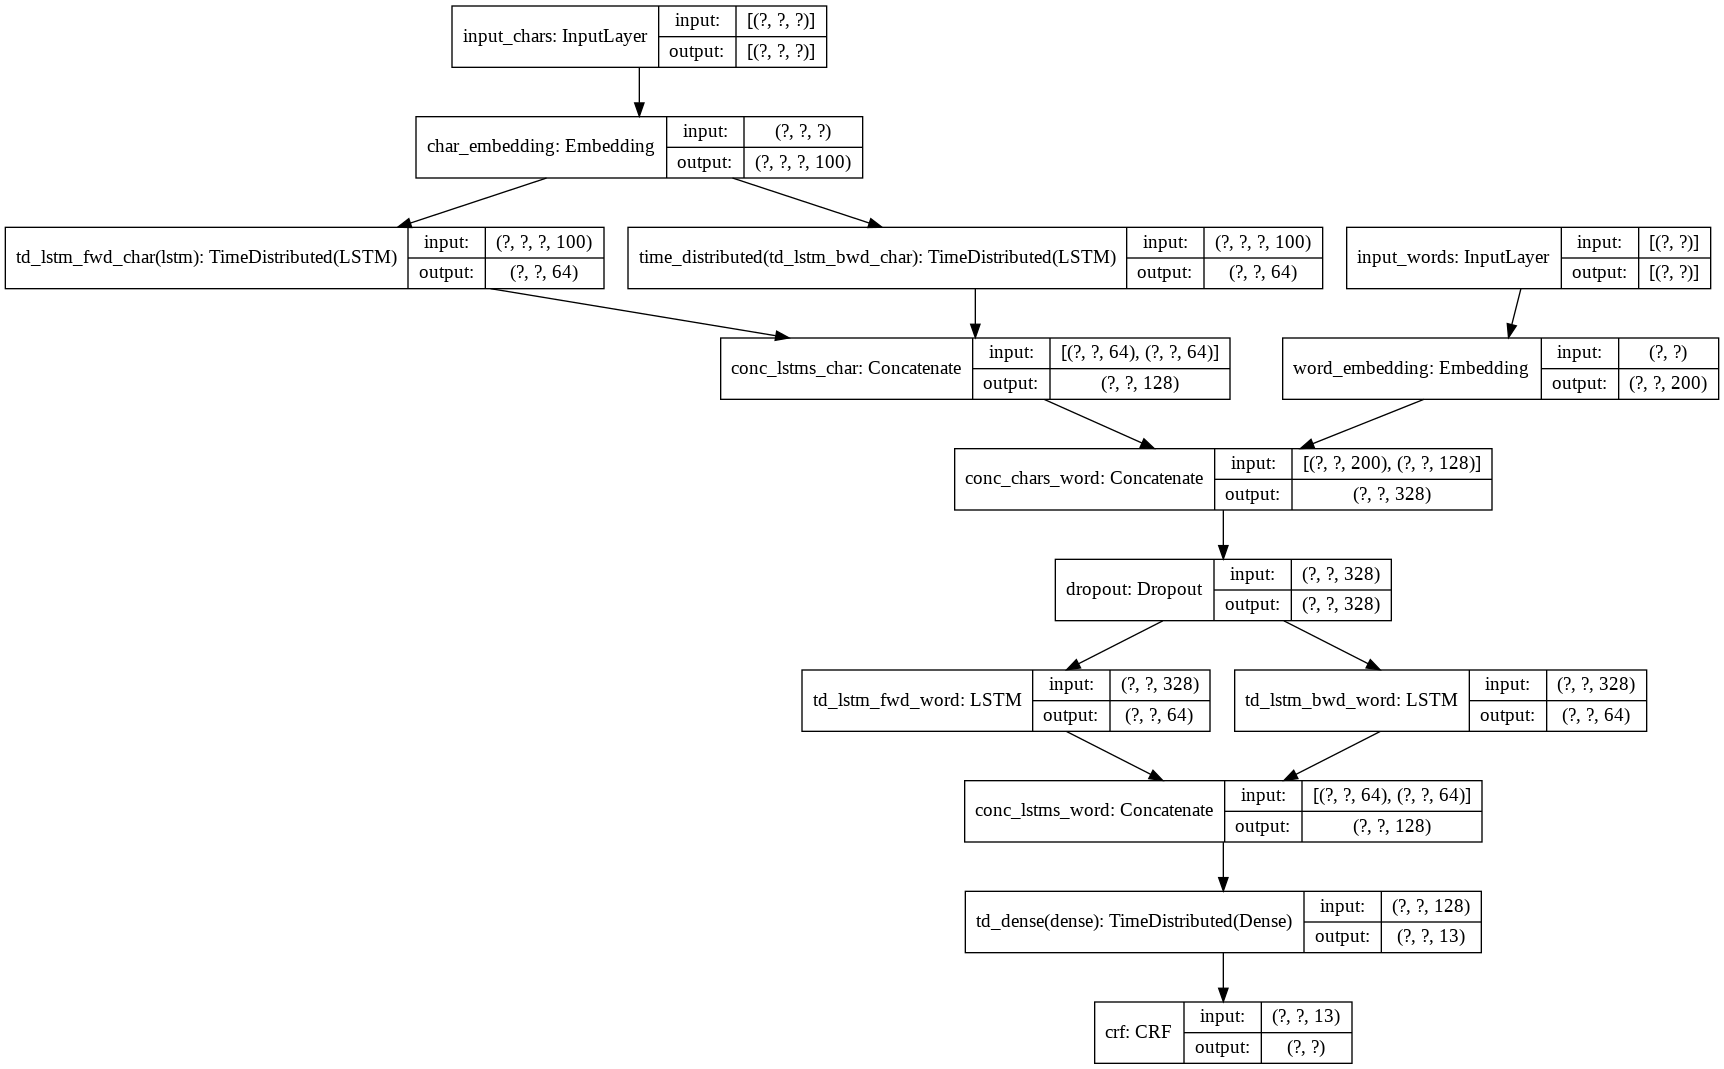 input_chars: InputLayer
input: [(?, ?, ?)]
output: [(?, ?, ?)]
char_embedding: Embedding
input: (?, ?, ?)
output: (?, ?, ?, 100)
td_lstm_fwd_char(lstm): TimeDistributed(LSTM)
input: (?, ?, ?, 100)
output: (?, ?, 64)
time_distributed(td_lstm_bwd_char): TimeDistributed(LSTM)
input: (?, ?, ?, 100)
output: (?, ?, 64)
input_words: InputLayer
input: [(?, ?)]
output: [(?, ?)]
conc_lstms_char: Concatenate
input: [(?, ?, 64), (?, ?, 64)]
output: (?, ?, 128)
word_embedding: Embedding
input: (?, ?)
output: (?, ?, 200)
conc_chars_word: Concatenate
input: [(?, ?, 200), (?, ?, 128)]
output: (?, ?, 328)
dropout: Dropout
input: (?, ?, 328)
output: (?, ?, 328)
td_lstm_fwd_word: LSTM
input: (?, ?, 328)
output: (?, ?, 64)
td_lstm_bwd_word: LSTM
input: (?, ?, 328)
output: (?, ?, 64)
conc_lstms_word: Concatenate
input: [(?, ?, 64), (?, ?, 64)]
output: (?, ?, 128)
td_dense(dense): TimeDistributed(Dense)
input: (?, ?, 128)
output: (?, ?, 13)
crf: CRF
input: (?, ?, 13)
output: (?, ?)